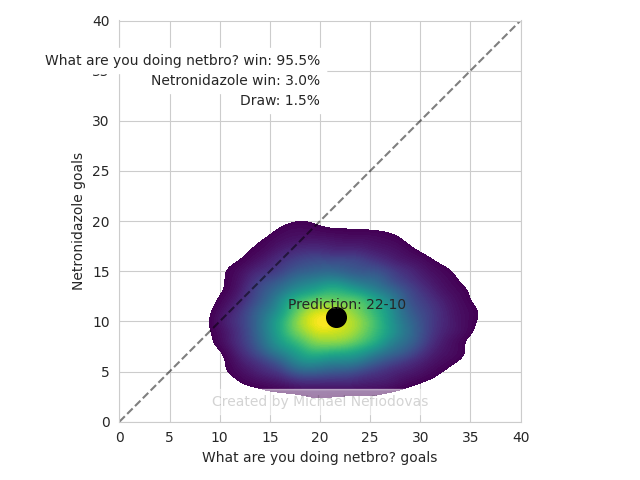 40
What are you doing netbro? win: 95.5%
35
Netronidazole win: 3.0%
Draw: 1.5%
30
25
20
15
10
5
0
Netronidazole goals
Prediction: 22-10
Created by Michael Nefiodovas
0 5 10 15 20 25 30 35 40
What are you doing netbro? goals